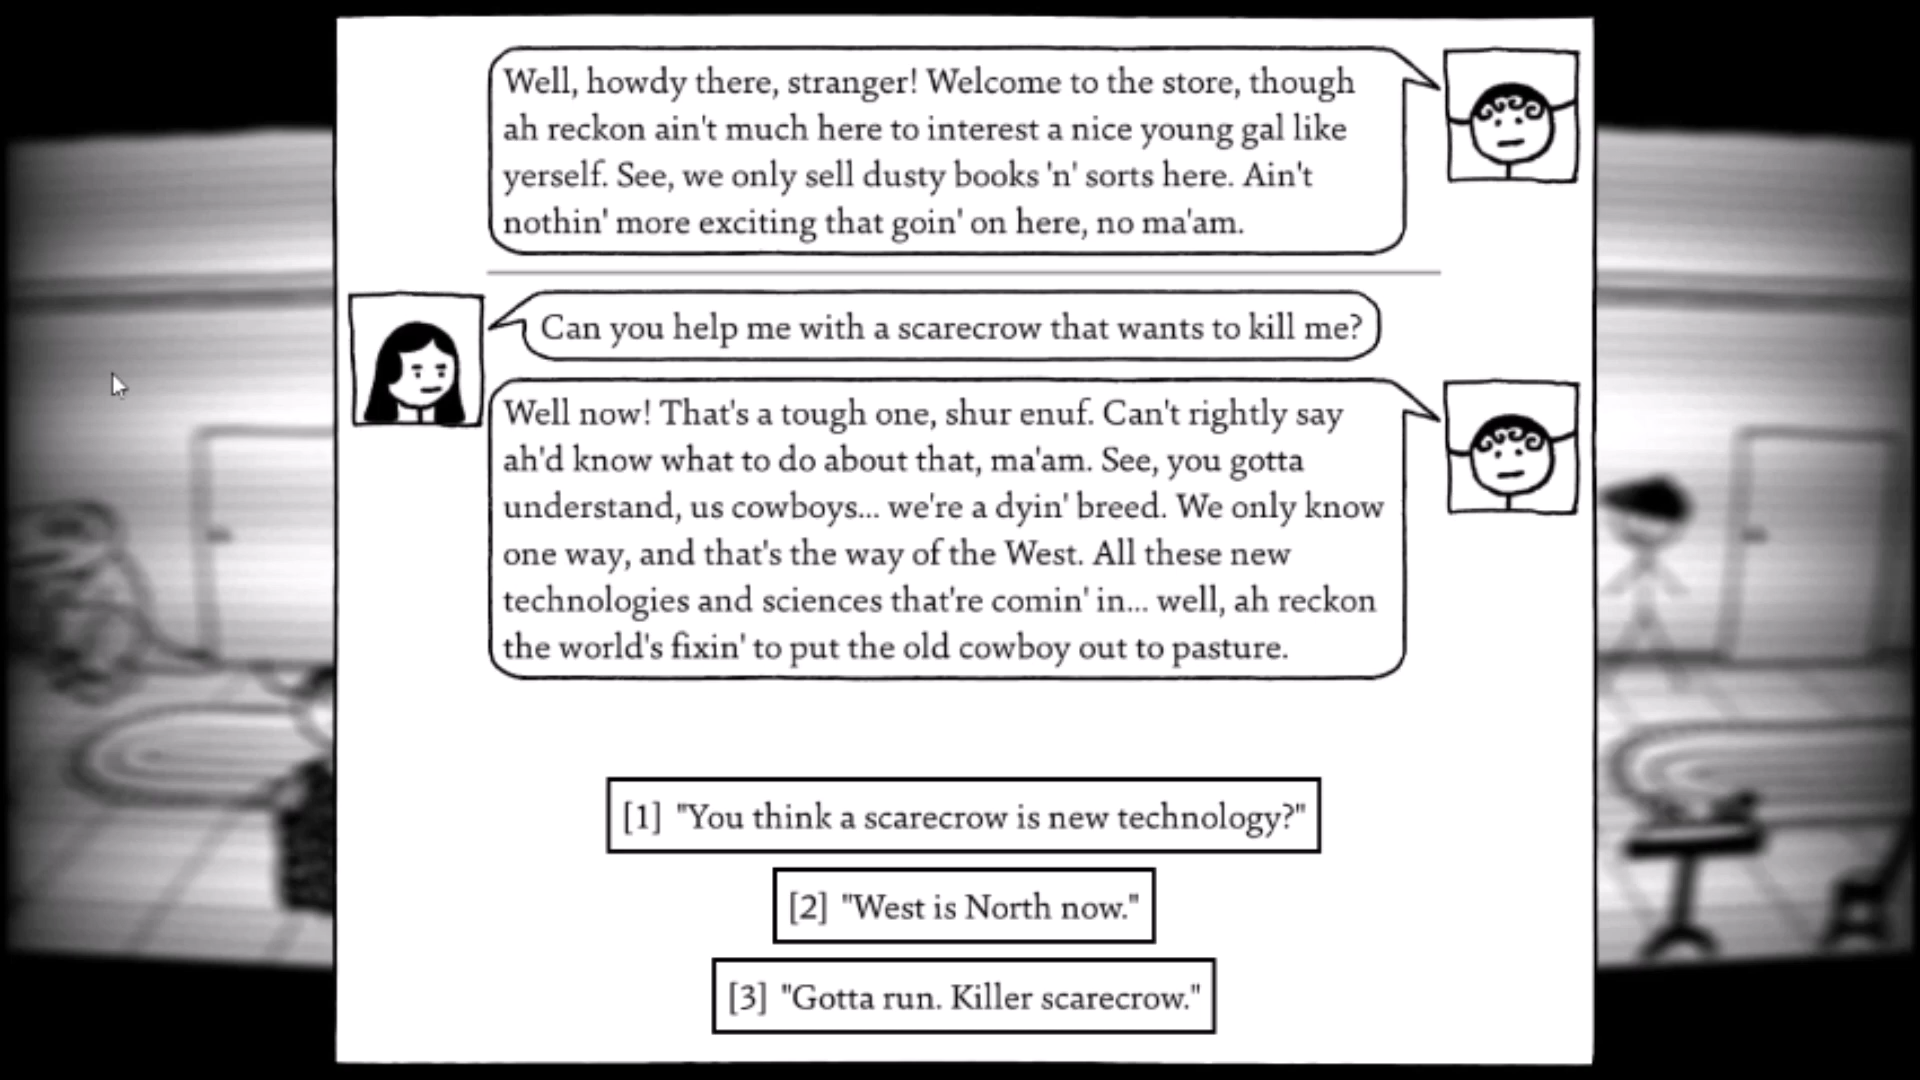 Well, howdy there, stranger! Welcome to the store, though
ah reckon ain't much here to interest a nice young gal like
yerself. See, we only sell dusty books 'n' sorts here. Ain't
nothin' more exciting that goin' on here, no ma'am.
Can you help me with a scarecrow that wants to kill me?
Well now! That's a tough one, shur enuf. Can't rightly say
ah'd know what to do about that, ma'am. See, you gotta
understand, us cowboys... we're a dyin' breed. We only know
one way, and that's the way of the West. All these new
technologies and sciences that're comin' in... well, ah reckon
the world's fixin' to put the old cowboy out to pasture.
[1] "You think a scarecrow is new technology?"
[2] "West is North now."
[3] "Gotta run. Killer scarecrow."